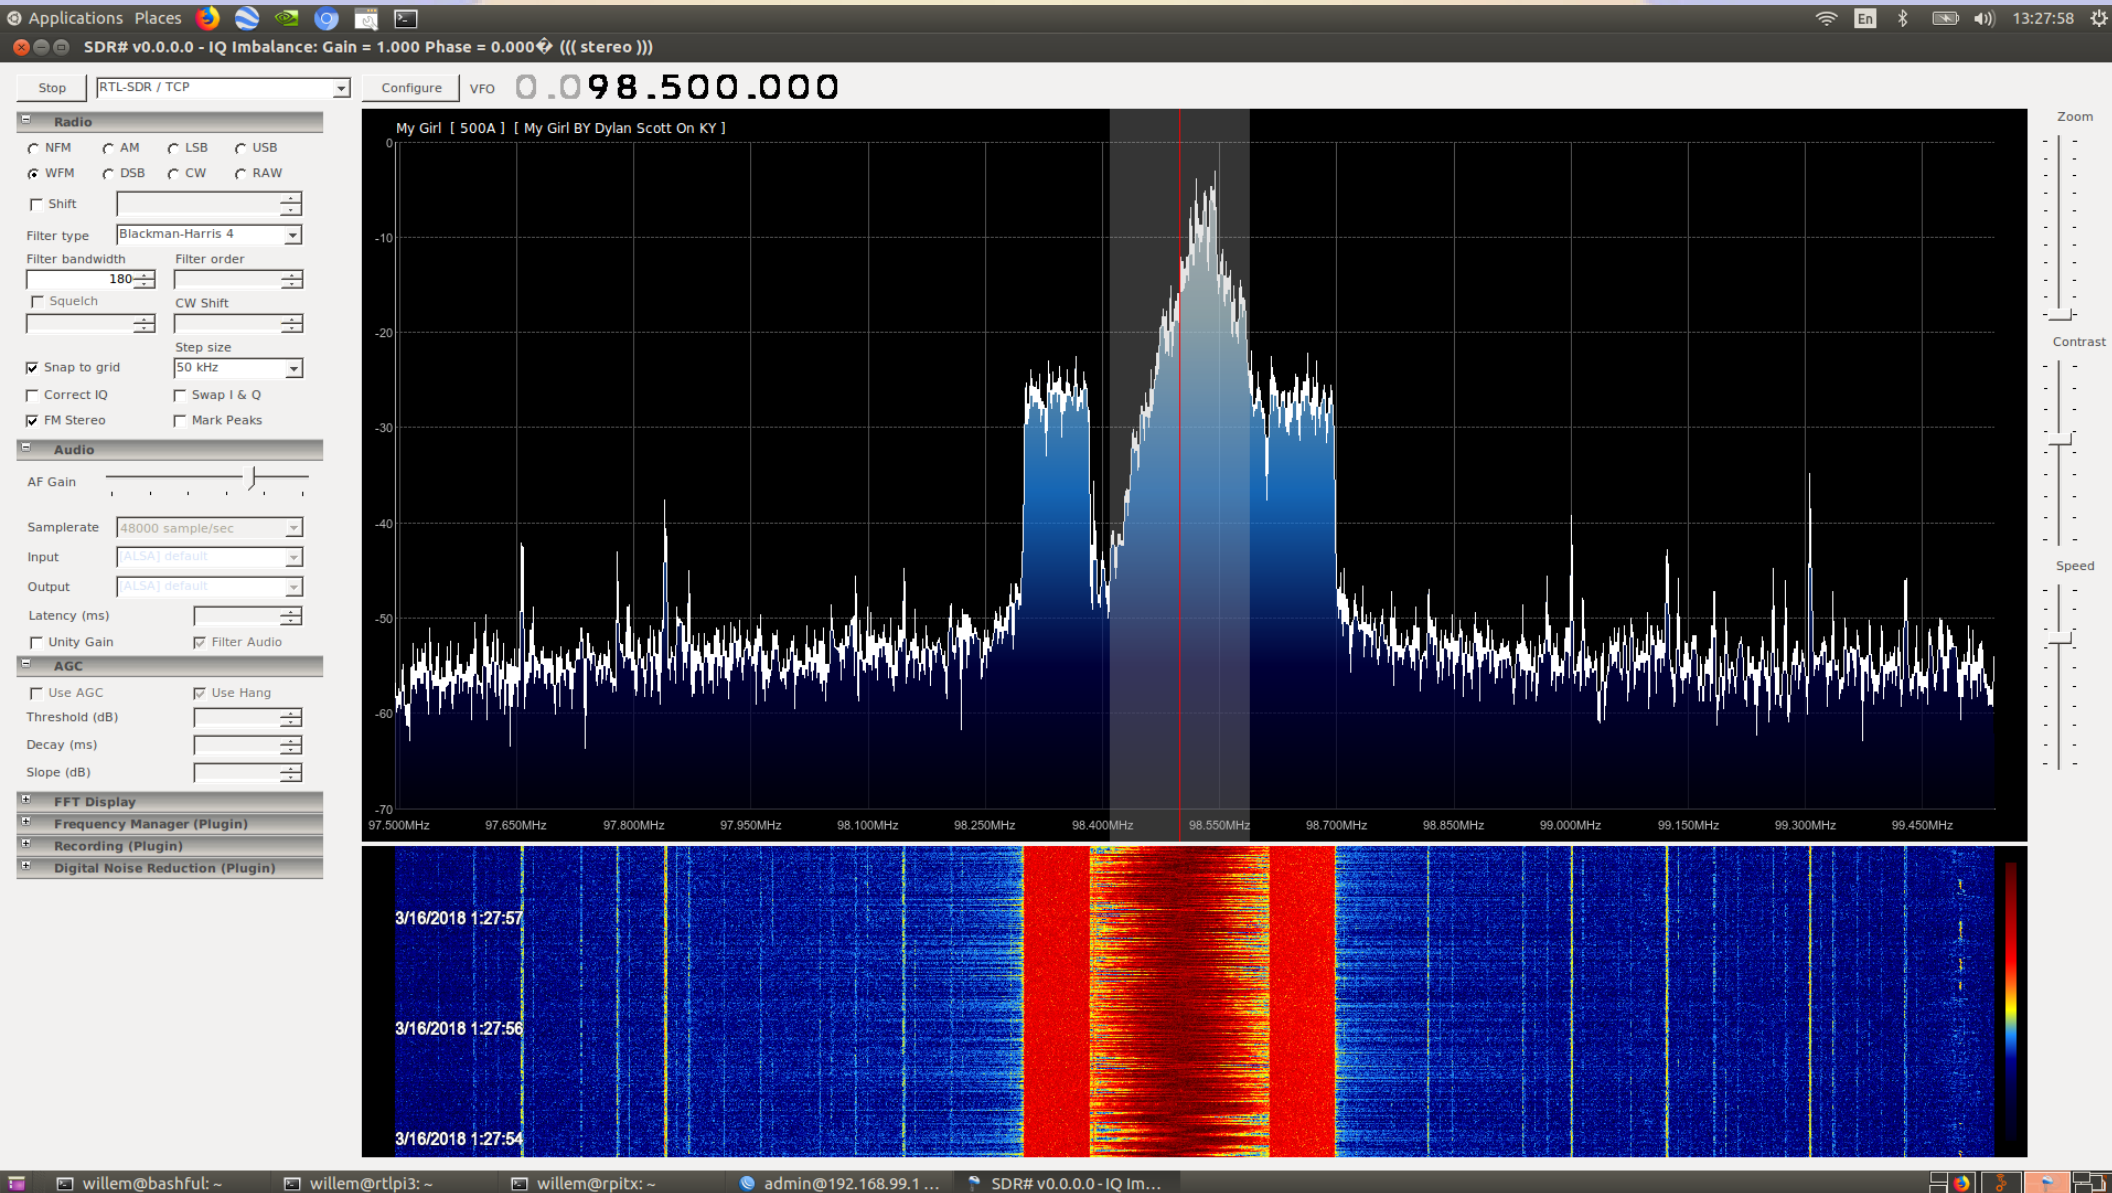 Applications Places En 13:27:58
SDR# v0.0.0.0 - IQ Imbalance: Gain = 1.000 Phase = 0.000� ((( stereo )))
Stop RTL-SDR / TCP Configure VFO 0.098.500.000
Radio
NFM AM LSB USB
WFM DSB CW RAW
Shift
Filter type Blackman-Harris 4
Filter bandwidth Filter order
180
Squelch CW Shift
Step size
Snap to grid 50 kHz
Correct IQ Swap I & Q
FM Stereo Mark Peaks
Audio
AF Gain
Samplerate 48000 sample/sec
Input [ALSA] default
Output [ALSA] default
Latency (ms)
Unity Gain Filter Audio
AGC
Use AGC Use Hang
Threshold (dB)
Decay (ms)
Slope (dB)
FFT Display
Frequency Manager (Plugin)
Recording (Plugin)
Digital Noise Reduction (Plugin)
My Girl [ 500A ] [ My Girl BY Dylan Scott On KY ]
0
-10
-20
-30
-40
-50
-60
-70
97.500MHz 97.650MHz 97.800MHz 97.950MHz 98.100MHz 98.250MHz 98.400MHz 98.550MHz 98.700MHz 98.850MHz 99.000MHz 99.150MHz 99.300MHz 99.450MHz
3/16/2018 1:27:57
3/16/2018 1:27:56
3/16/2018 1:27:54
Zoom
Contrast
Speed
willem@bashful: ~ willem@rtlpi3: ~ willem@rpitx: ~ admin@192.168.99.1 ... SDR# v0.0.0.0 - IQ Im...